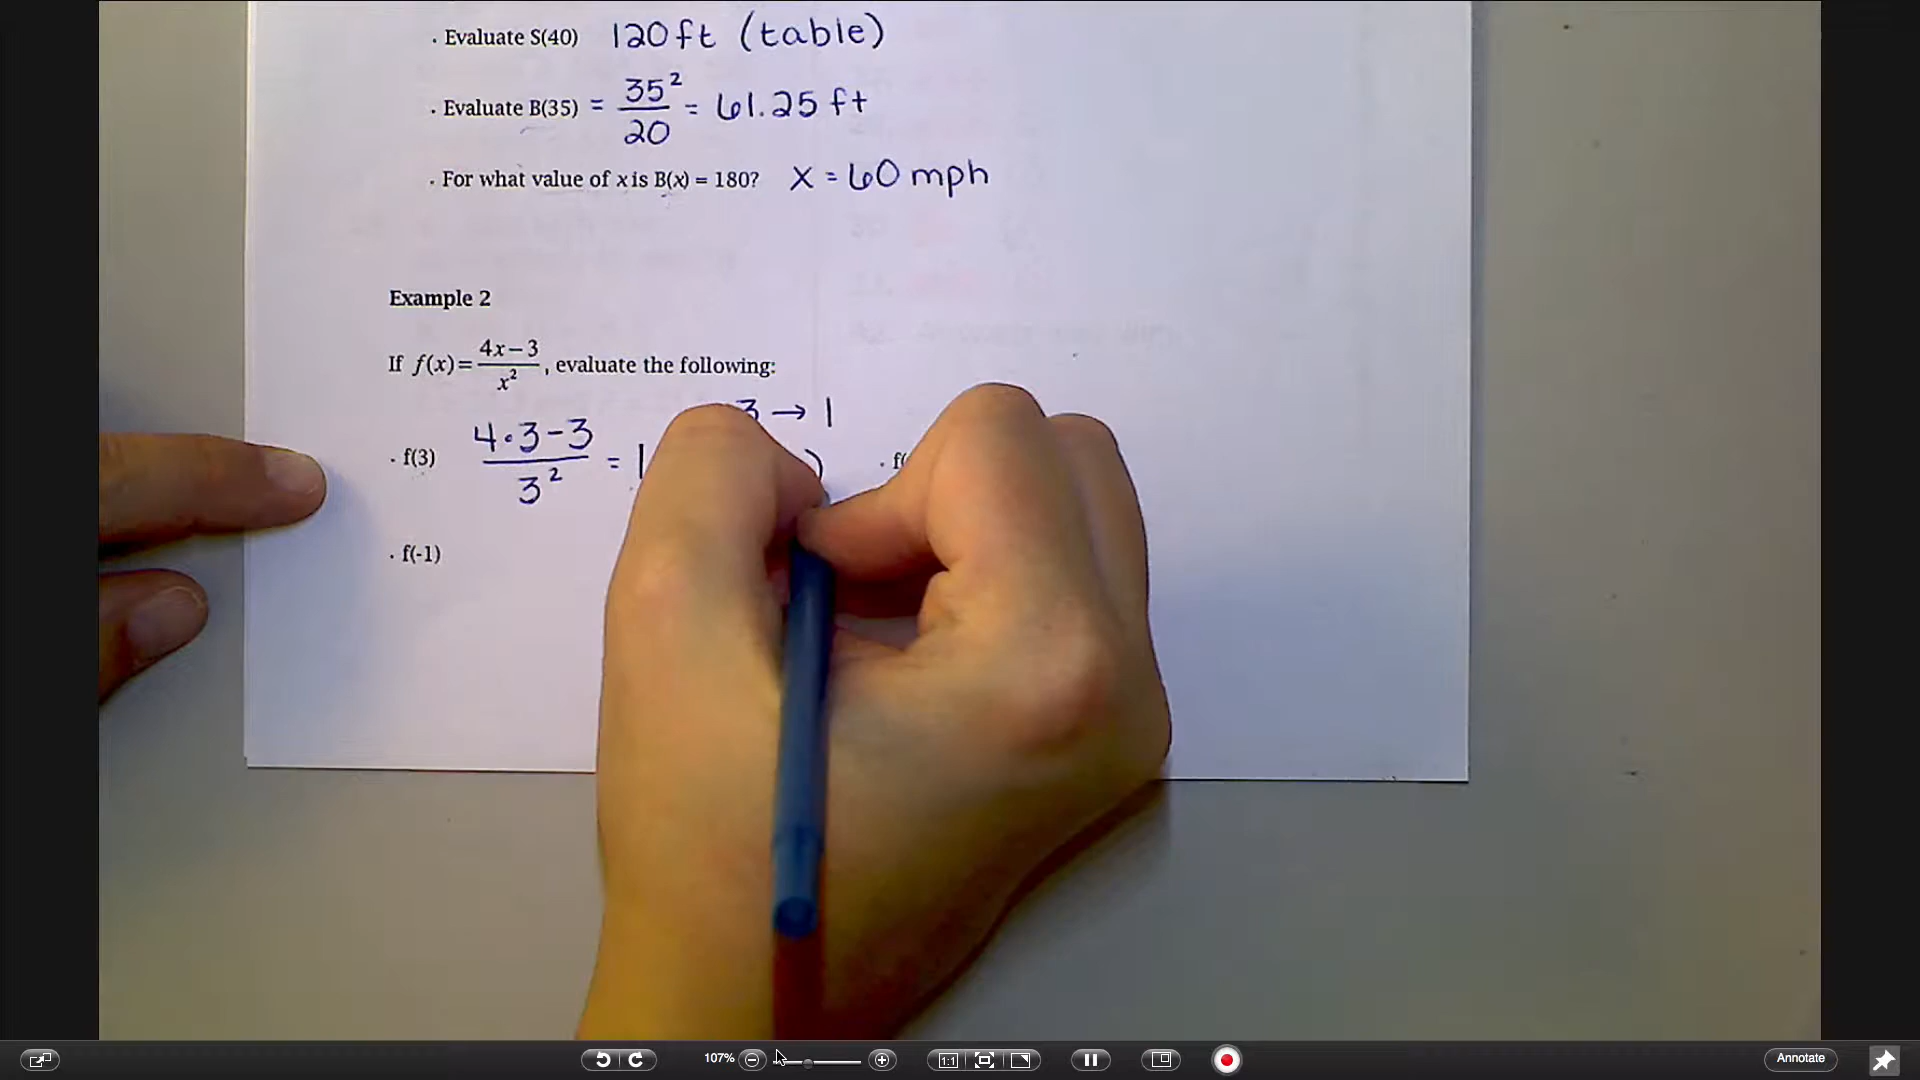 · Evaluate S(40) 120 ft (table)
· Evaluate B(35) = 35² / 20 = 61.25 ft
· For what value of x is B(x) = 180? x = 60 mph
Example 2
If f(x) = 4x−3 / x² , evaluate the following:
3 → 1
· f(3) 4·3−3 / 3² = 1 ) · f(
· f(-1)
107% 1:1 Annotate